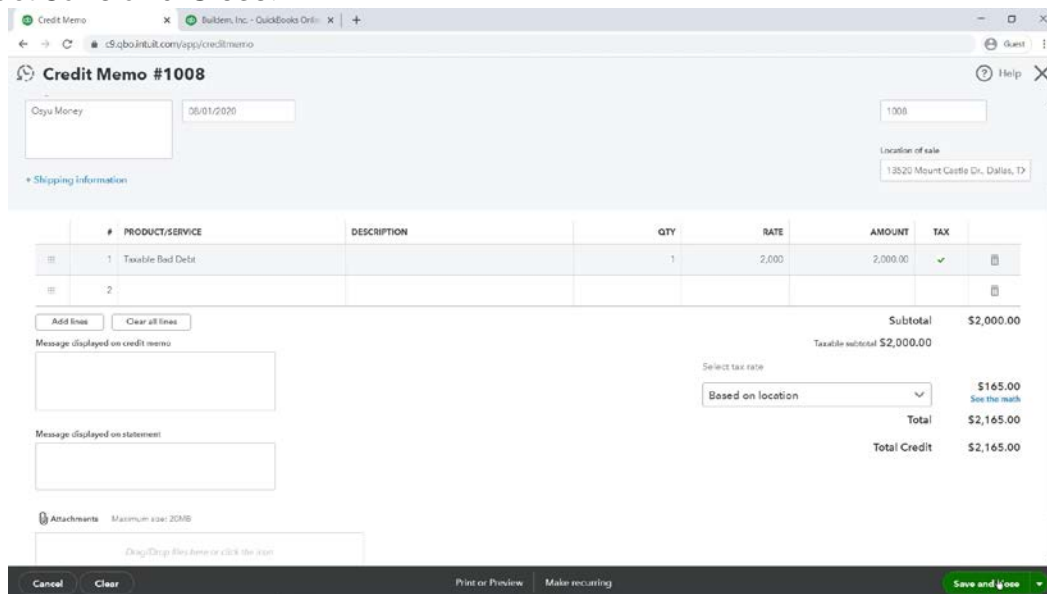 Credit Memo × Buildem, Inc. - QuickBooks Onlin × +
c9.qbo.intuit.com/app/creditmemo Guest
Credit Memo #1008 Help
Osyu Money 08/01/2020 1008
Location of sale
+ Shipping information 13520 Mount Castle Dr., Dallas, TX
# PRODUCT/SERVICE DESCRIPTION QTY RATE AMOUNT TAX
1 Taxable Bad Debt 1 2,000 2,000.00
2
Add lines Clear all lines Subtotal $2,000.00
Message displayed on credit memo Taxable subtotal $2,000.00
Select tax rate
Based on location $165.00
See the math
Total $2,165.00
Message displayed on statement
Total Credit $2,165.00
Attachments Maximum size: 20MB
Drag/Drop files here or click the icon
Cancel Clear Print or Preview Make recurring Save and close